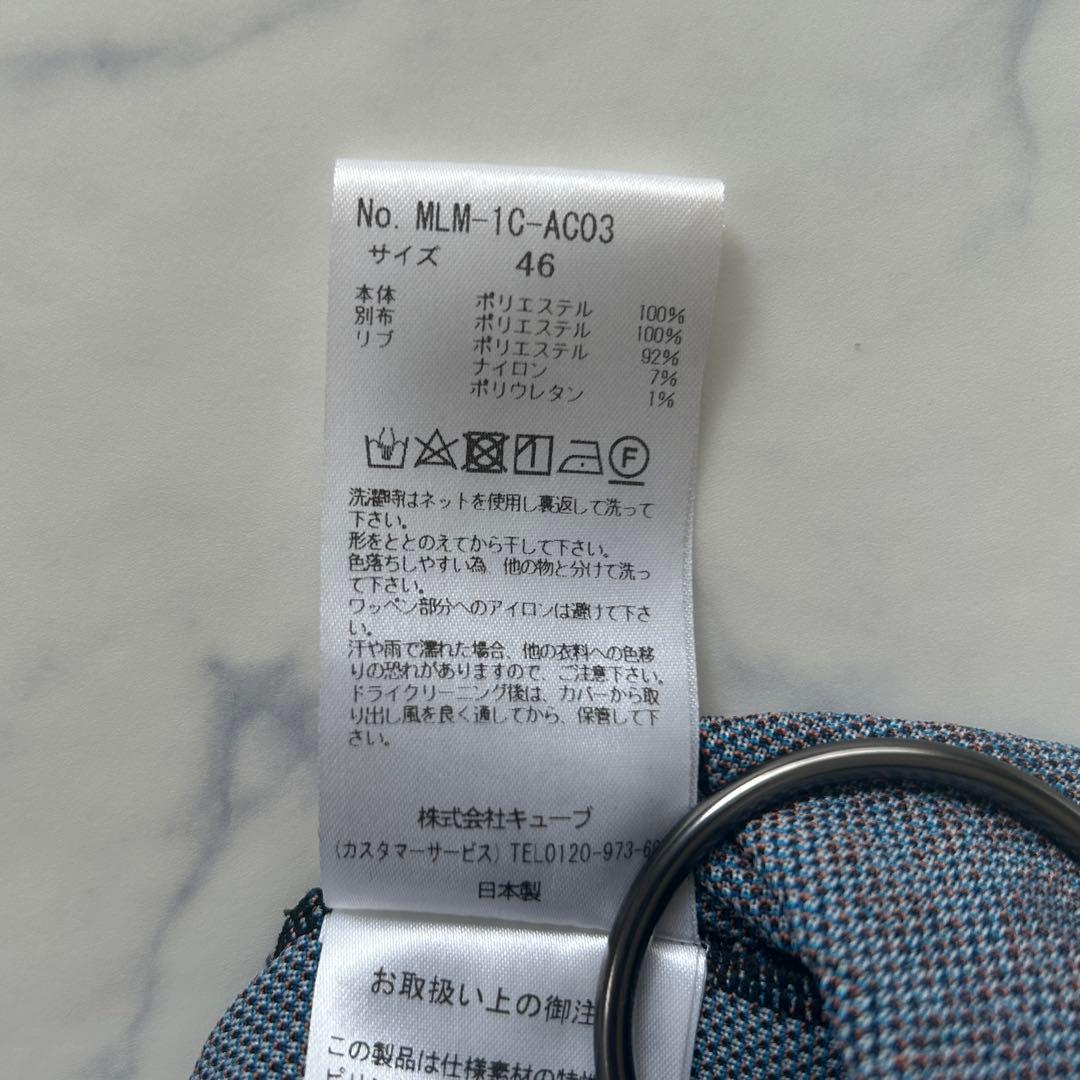 No. MLM-1C-AC03
サイズ 46
本体 ポリエステル 100%
別布 ポリエステル 100%
リブ ポリエステル 92%
ナイロン 7%
ポリウレタン 1%
F
洗濯時はネットを使用し裏返して洗って
下さい。
形をととのえてから干して下さい。
色落ちしやすい為、他の物と分けて洗っ
て下さい。
ワッペン部分へのアイロンは避けて下さ
い。
汗や雨で濡れた場合、他の衣料への色移
りの恐れがありますので、ご注意下さい。
ドライクリーニング後は、カバーから取
り出し風を良く通してから、保管して下
さい。
株式会社キューブ
(カスタマーサービス) TEL0120-973-6
日本製
お取扱い上の御注
この製品は仕様素材の特性